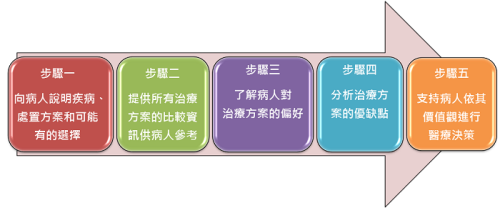 步驟一
向病人說明疾病、
處置方案和可能
有的選擇
步驟二
提供所有治療
方案的比較資
訊供病人參考
步驟三
了解病人對
治療方案的偏好
步驟四
分析治療方
案的優缺點
步驟五
支持病人依其
價值觀進行
醫療決策